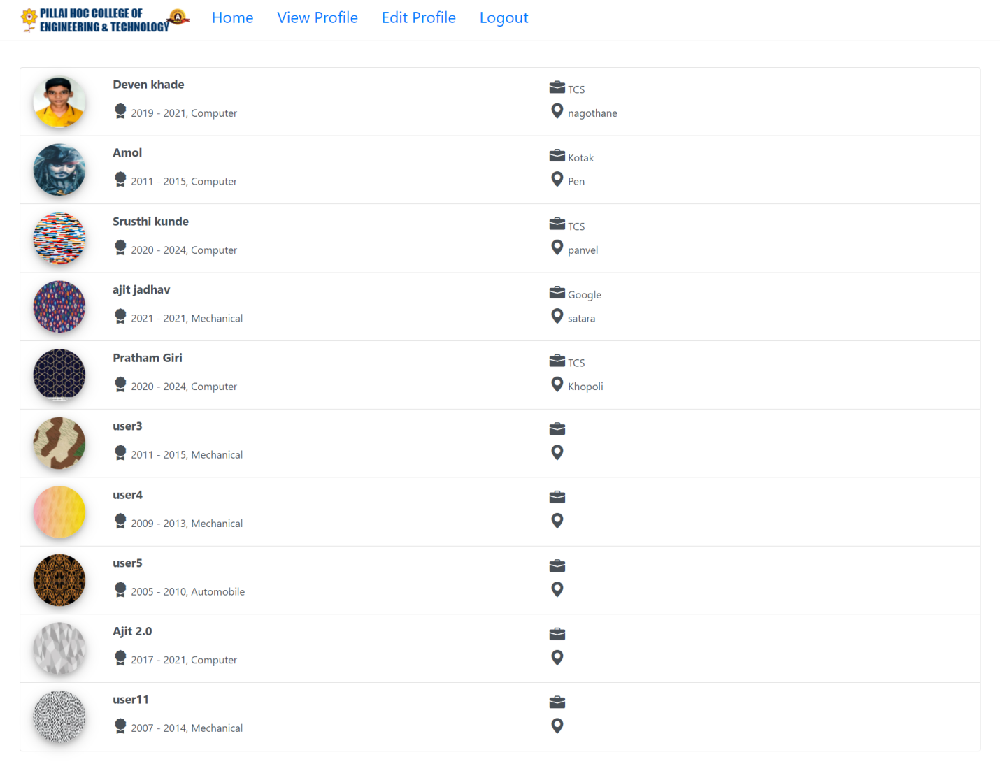 PILLAI HOC COLLEGE OF
ENGINEERING & TECHNOLOGY
Home View Profile Edit Profile Logout
Deven khade
TCS
2019 - 2021, Computer
nagothane
Amol
Kotak
2011 - 2015, Computer
Pen
Srusthi kunde
TCS
2020 - 2024, Computer
panvel
ajit jadhav
Google
2021 - 2021, Mechanical
satara
Pratham Giri
TCS
2020 - 2024, Computer
Khopoli
user3
2011 - 2015, Mechanical
user4
2009 - 2013, Mechanical
user5
2005 - 2010, Automobile
Ajit 2.0
2017 - 2021, Computer
user11
2007 - 2014, Mechanical